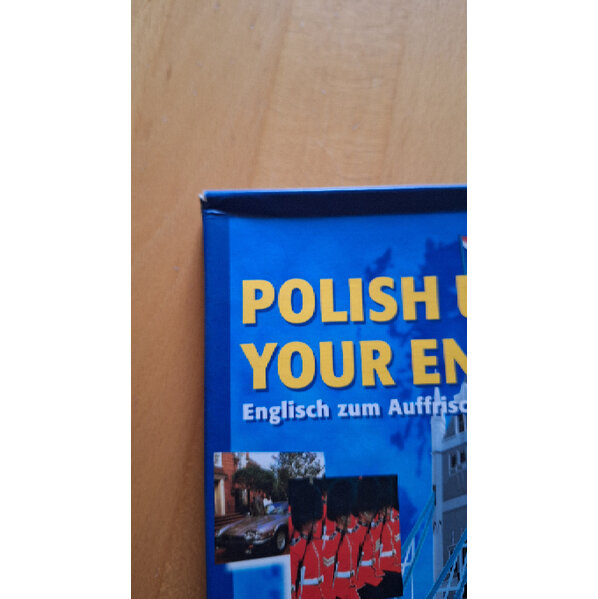 POLISH U
YOUR EN
Englisch zum Auffrisc